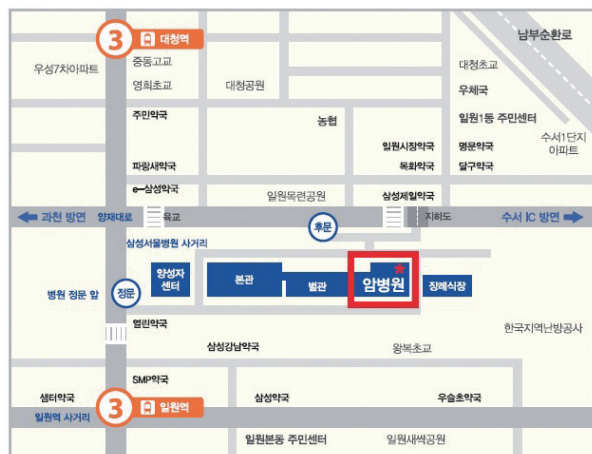 3 대청역
남부순환로
우성7차아파트
중동고교
영희초교
대청공원
대청초교
우체국
주민약국
농협
일원1동 주민센터
수서1단지
아파트
일원시장약국
명문약국
파랑새약국
목화약국
달구약국
e-삼성약국
일원목련공원
삼성제일약국
과천 방면
양재대로
육교
후문
지하도
수서 IC 방면
삼성서울병원 사거리
병원 정문 앞
정문
양성자
센터
본관
별관
암병원
장례식장
열린약국
한국지역난방공사
삼성강남약국
왕복초교
SMP약국
샘터약국
3 일원역
삼성약국
우슬초약국
일원역 사거리
일원본동 주민센터
일원새싹공원